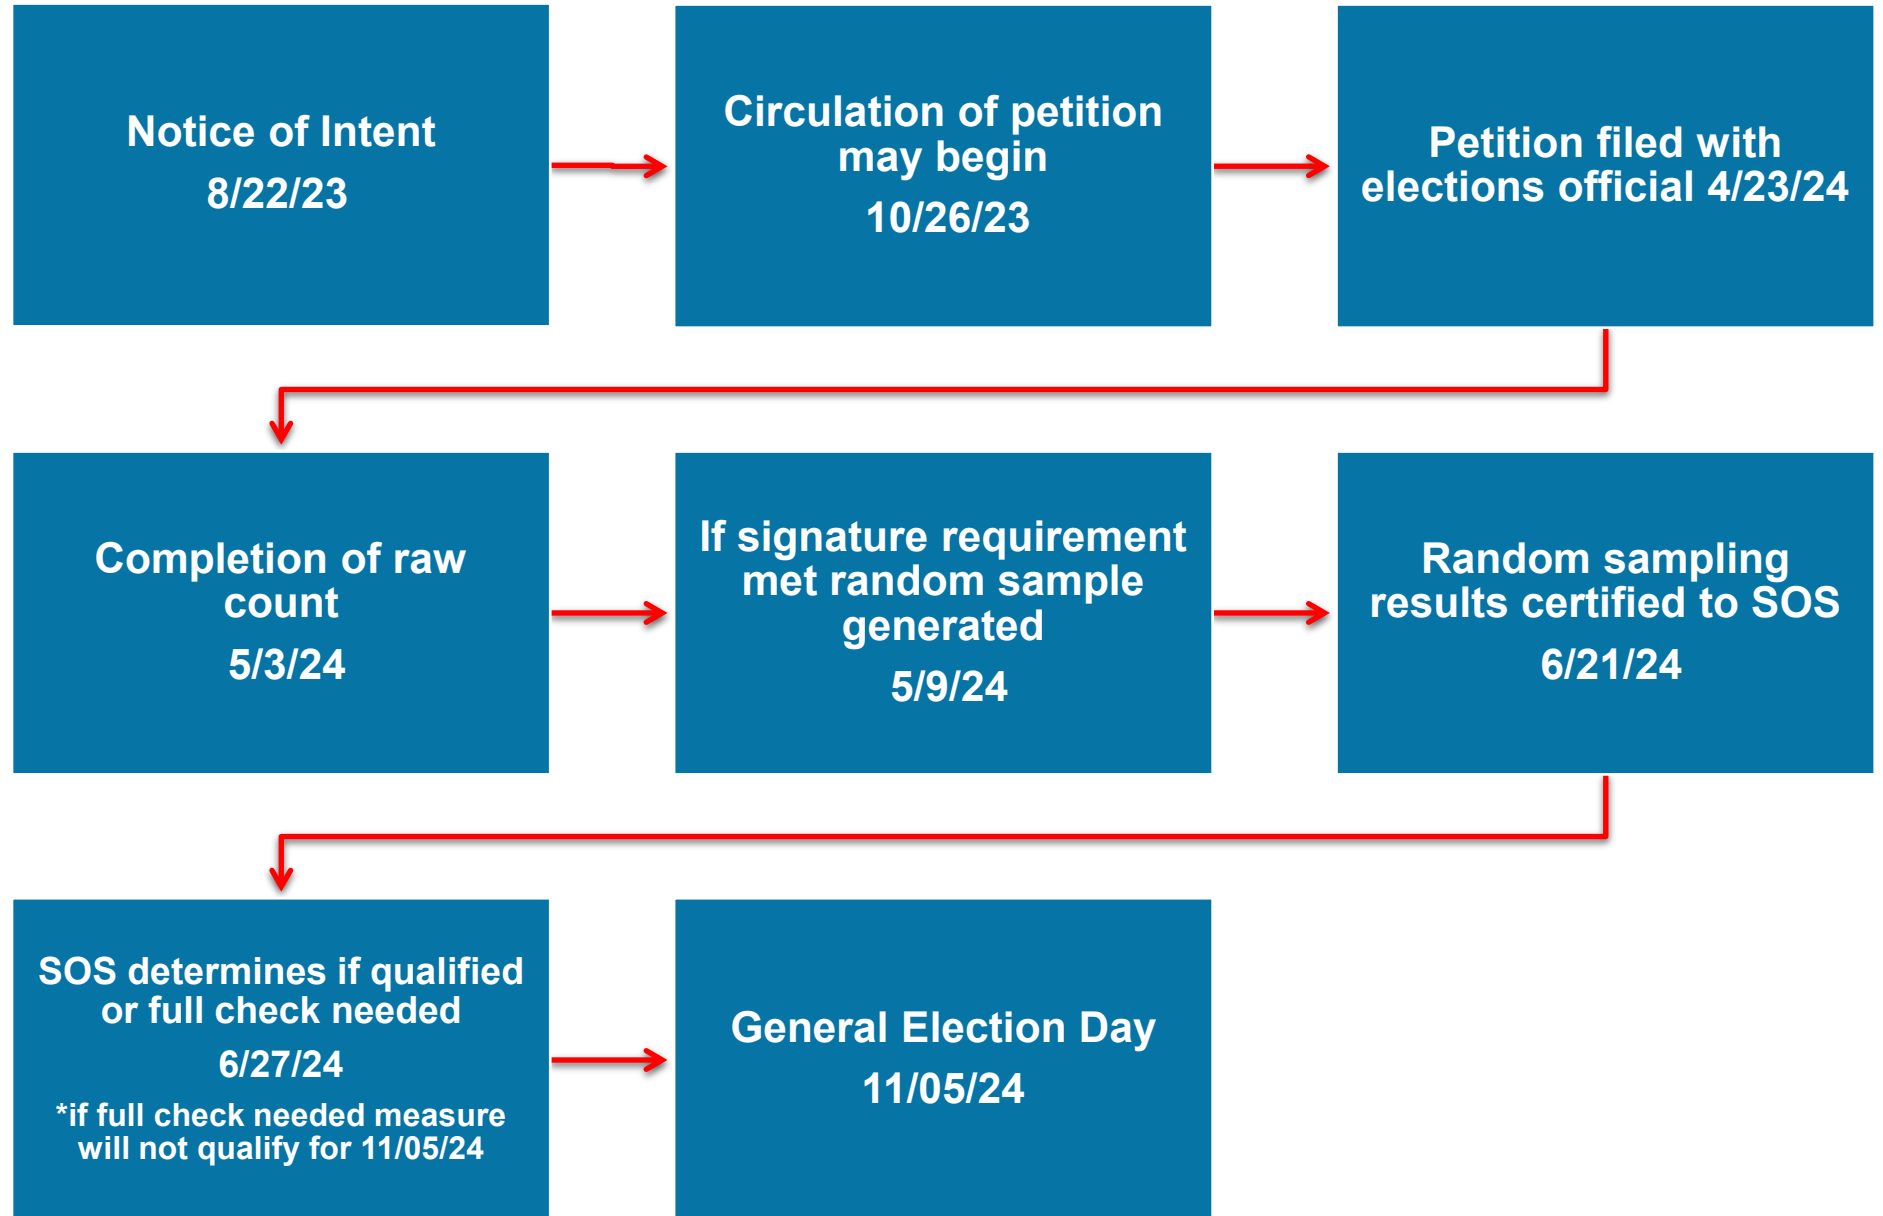 Notice of Intent
8/22/23
Circulation of petition
may begin
10/26/23
Petition filed with
elections official 4/23/24
Completion of raw
count
5/3/24
If signature requirement
met random sample
generated
5/9/24
Random sampling
results certified to SOS
6/21/24
SOS determines if qualified
or full check needed
6/27/24
*if full check needed measure
will not qualify for 11/05/24
General Election Day
11/05/24